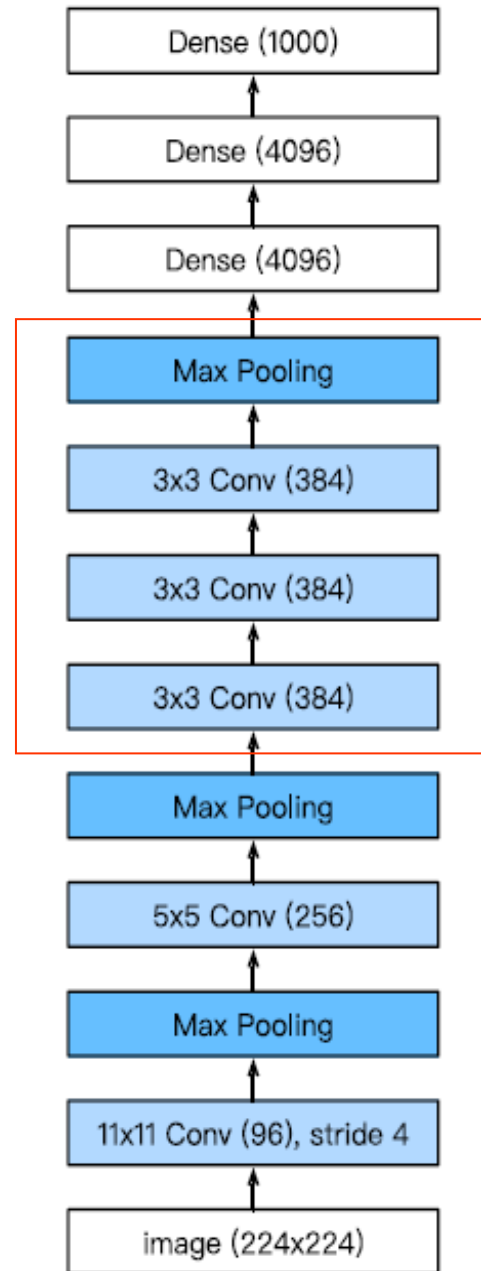 Dense (1000)
Dense (4096)
Dense (4096)
Max Pooling
3x3 Conv (384)
3x3 Conv (384)
3x3 Conv (384)
Max Pooling
5x5 Conv (256)
Max Pooling
11x11 Conv (96), stride 4
image (224x224)